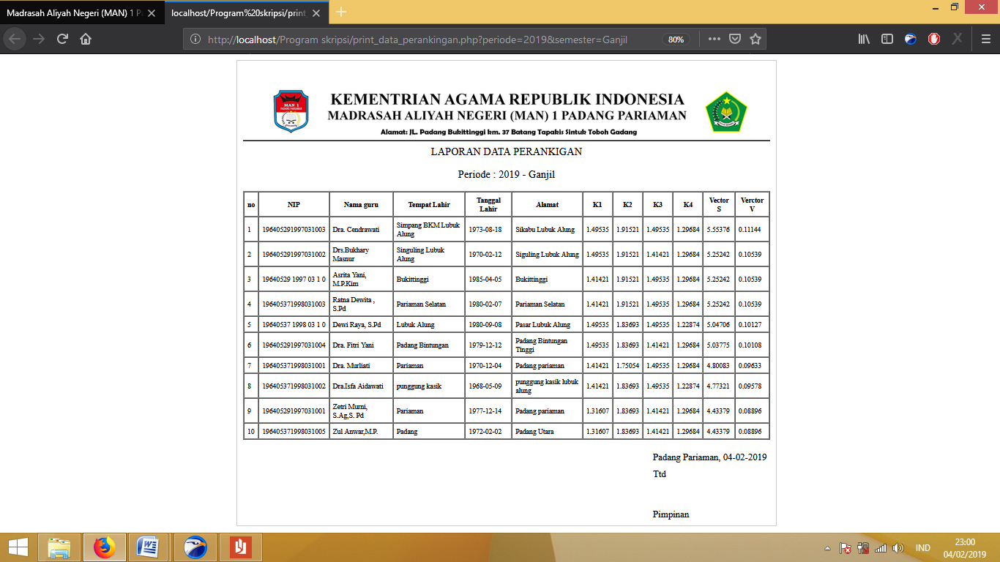 Madrasah Aliyah Negeri (MAN) 1 P
localhost/Program%20skripsi/print
http://localhost/Program skripsi/print_data_perankingan.php?periode=2019&semester=Ganjil
80%
MAN 1
PADANG PARIAMAN
KEMENTRIAN AGAMA REPUBLIK INDONESIA
MADRASAH ALIYAH NEGERI (MAN) 1 PADANG PARIAMAN
Alamat: JL. Padang Bukittinggi km. 37 Batang Tapakis Sintuk Toboh Gadang
LAPORAN DATA PERANKIGAN
Periode : 2019 - Ganjil
no NIP Nama guru Tempat Lahir Tanggal Lahir Alamat K1 K2 K3 K4 Vector S Verctor V
1 196405291997031003 Dra. Cendrawati Simpang BKM Lubuk Alung 1973-08-18 Sikabu Lubuk Alung 1.49535 1.91521 1.49535 1.29684 5.55376 0.11144
2 196405291997031002 Drs.Bukhary Masnur Singuling Lubuk Alung 1970-02-12 Siguling Lubuk Alung 1.49535 1.91521 1.41421 1.29684 5.25242 0.10539
3 19640529 1997 03 1 0 Asrita Yani, M.P.Kim Bukittinggi 1985-04-05 Bukittinggi 1.41421 1.91521 1.49535 1.29684 5.25242 0.10539
4 196405371998031003 Ratna Dewita , S.Pd Pariaman Selatan 1980-02-07 Pariaman Selatan 1.41421 1.91521 1.49535 1.29684 5.25242 0.10539
5 19640537 1998 03 1 0 Dewi Raya, S.Pd Lubuk Alung 1980-09-08 Pasar Lubuk Alung 1.49535 1.83693 1.49535 1.22874 5.04706 0.10127
6 196405291997031004 Dra. Fitri Yani Padang Bintungan 1979-12-12 Padang Bintungan Tinggi 1.49535 1.83693 1.41421 1.29684 5.03775 0.10108
7 196405371998031001 Dra. Murliati Pariaman 1970-12-04 Padang pariaman 1.41421 1.75054 1.49535 1.29684 4.80083 0.09633
8 196405371998031002 Dra.Isfa Aidawati punggung kasik 1968-05-09 punggung kasik lubuk alung 1.41421 1.83693 1.49535 1.22874 4.77321 0.09578
9 196405291997031001 Zetri Murni, S.Ag,S. Pd Pariaman 1977-12-14 Padang pariaman 1.31607 1.83693 1.41421 1.29684 4.43379 0.08896
10 196405371998031005 Zul Anwar,M.P. Padang 1972-02-02 Padang Utara 1.31607 1.83693 1.41421 1.29684 4.43379 0.08896
Padang Pariaman, 04-02-2019
Ttd
Pimpinan
IND
23:00
04/02/2019